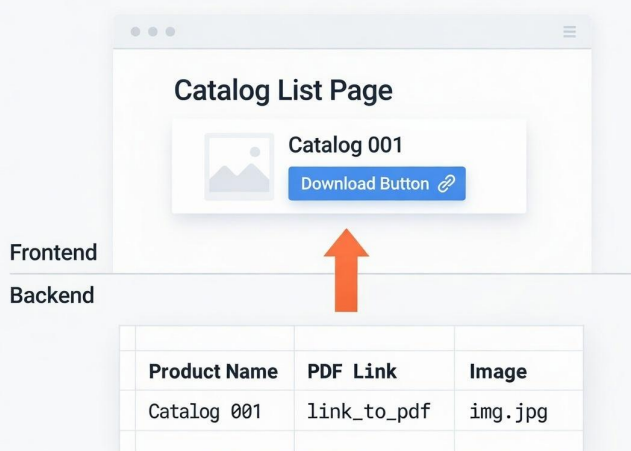 Catalog List Page
Catalog 001
Download Button
Frontend
Backend
Product Name PDF Link Image
Catalog 001 link_to_pdf img.jpg